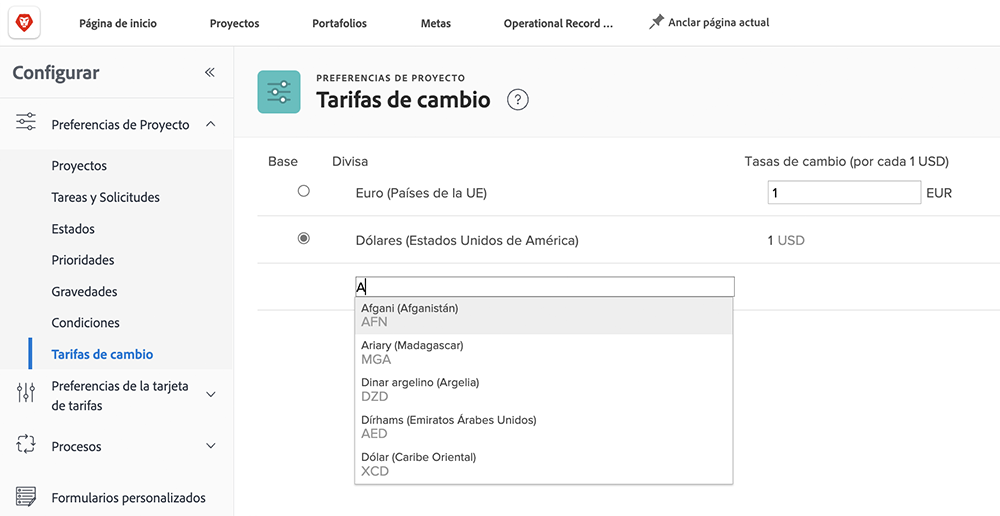 Página de inicio
Proyectos
Portafolios
Metas
Operational Record ...
Anclar página actual
Configurar
Preferencias de Proyecto
Proyectos
Tareas y Solicitudes
Estados
Prioridades
Gravedades
Condiciones
Tarifas de cambio
Preferencias de la tarjeta
de tarifas
Procesos
Formularios personalizados
PREFERENCIAS DE PROYECTO
Tarifas de cambio ?
Base Divisa Tasas de cambio (por cada 1 USD)
Euro (Países de la UE) 1 EUR
Dólares (Estados Unidos de América) 1 USD
A
Afgani (Afganistán)
AFN
Ariary (Madagascar)
MGA
Dinar argelino (Argelia)
DZD
Dírhams (Emiratos Árabes Unidos)
AED
Dólar (Caribe Oriental)
XCD